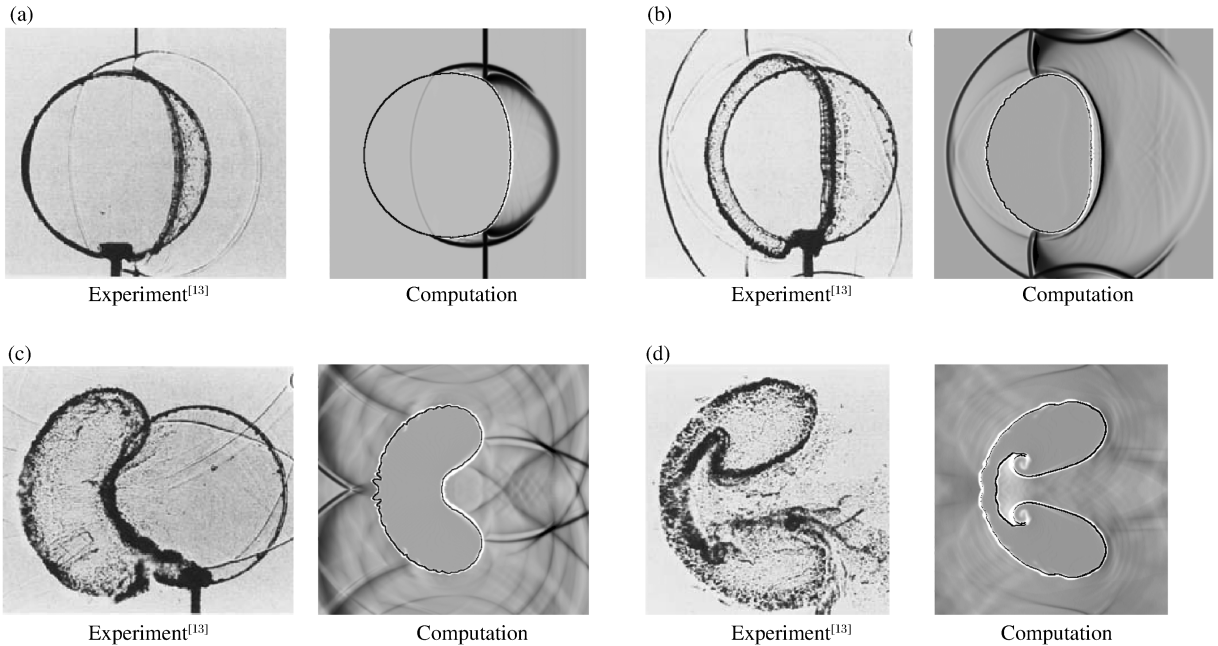 (a)
(b)
Experiment[13]
Computation
Experiment[13]
Computation
(c)
(d)
Experiment[13]
Computation
Experiment[13]
Computation